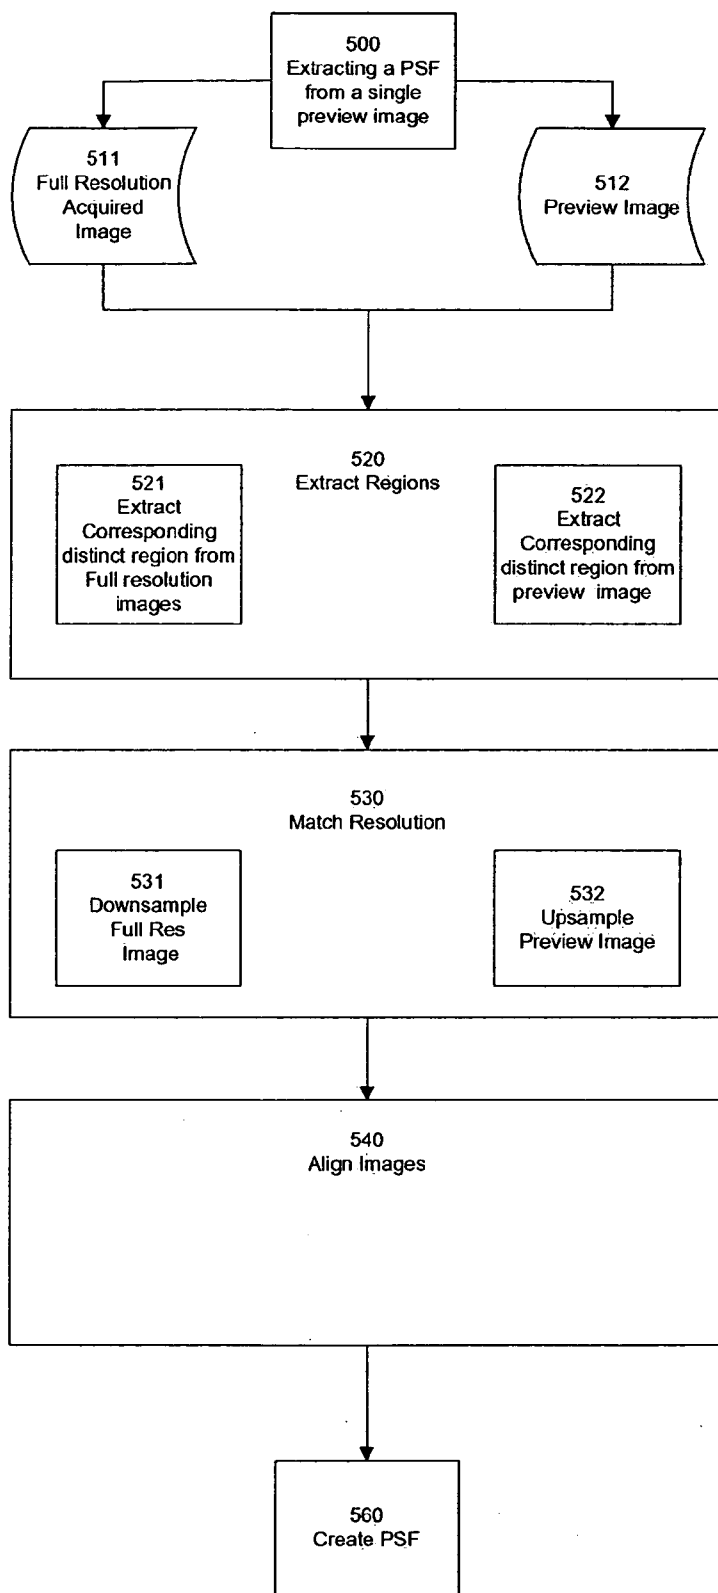 500
Extracting a PSF
from a single
preview image
511
Full Resolution
Acquired
Image
512
Preview Image
520
Extract Regions
521
Extract
Corresponding
distinct region from
Full resolution
images
522
Extract
Corresponding
distinct region from
preview image
530
Match Resolution
531
Downsample
Full Res
Image
532
Upsample
Preview Image
540
Align Images
560
Create PSF